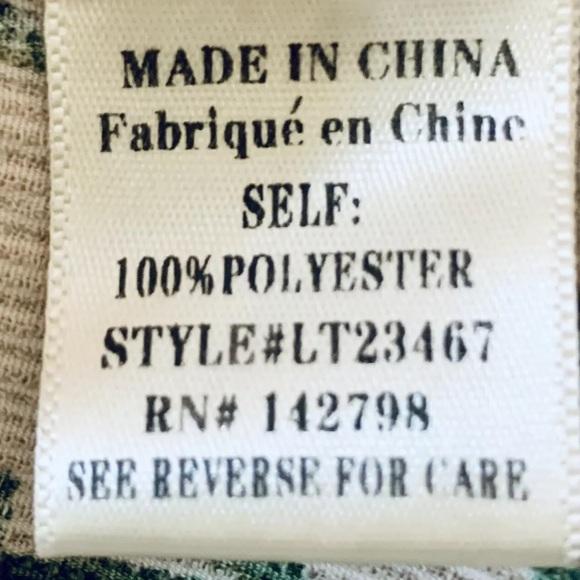 MADE IN CHINA
Fabriqué en Chine
SELF:
100%POLYESTER
STYLE#LT23467
RN# 142798
SEE REVERSE FOR CARE